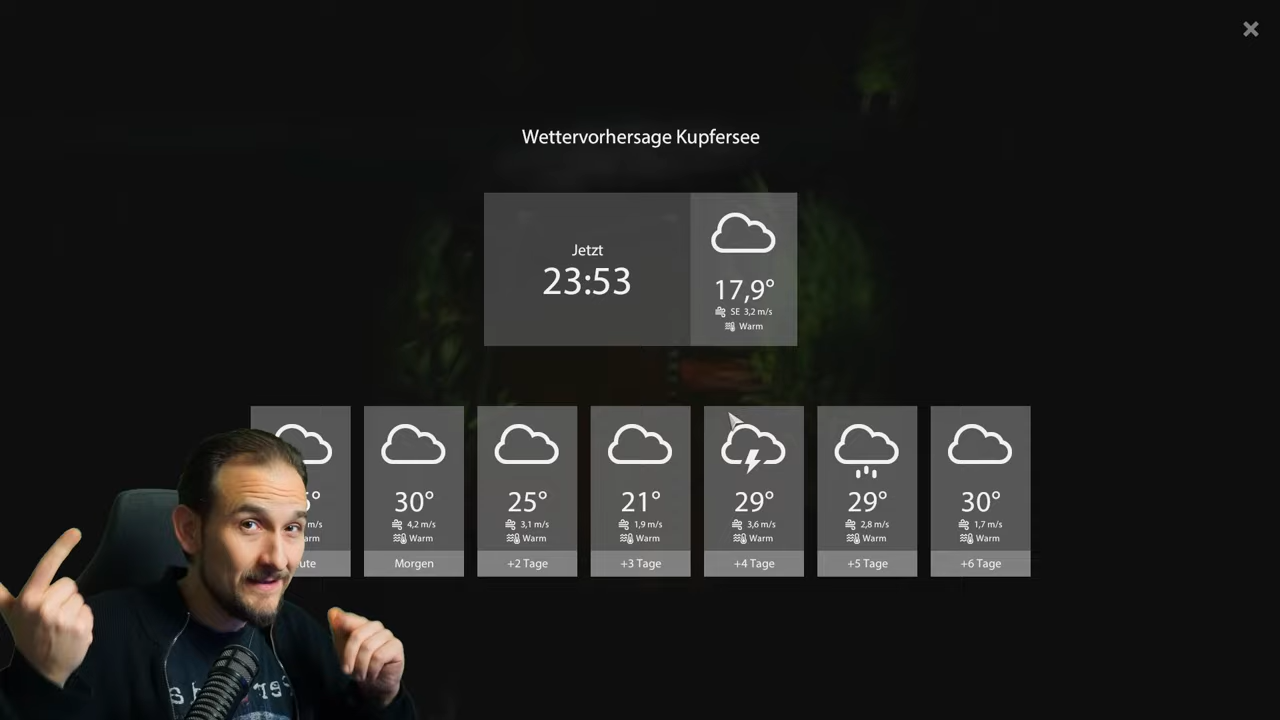 Wettervorhersage Kupfersee
Jetzt
23:53
17,9°
SE 3,2 m/s
Warm
30°
4,2 m/s
Warm
Morgen
25°
3,1 m/s
Warm
+2 Tage
21°
1,9 m/s
Warm
+3 Tage
29°
3,6 m/s
Warm
+4 Tage
29°
2,8 m/s
Warm
+5 Tage
30°
1,7 m/s
Warm
+6 Tage